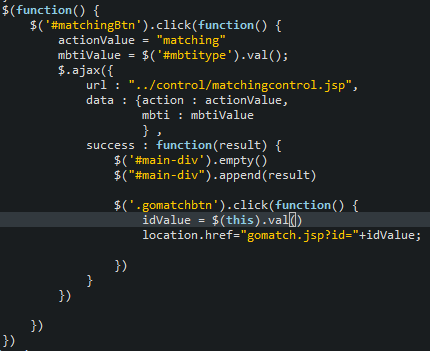 $(function() {
    $('#matchingBtn').click(function() {
        actionValue = "matching"
        mbtiValue = $('#mbtitype').val();
        $.ajax({
            url : "../control/matchingcontrol.jsp",
            data : {action : actionValue,
                mbti : mbtiValue
                } ,
            success : function(result) {
                $('#main-div').empty()
                $("#main-div").append(result)
                $('.gomatchbtn').click(function() {
                    idValue = $(this).val()
                    location.href="gomatch.jsp?id="+idValue;
                })
            }
        })
    })
})